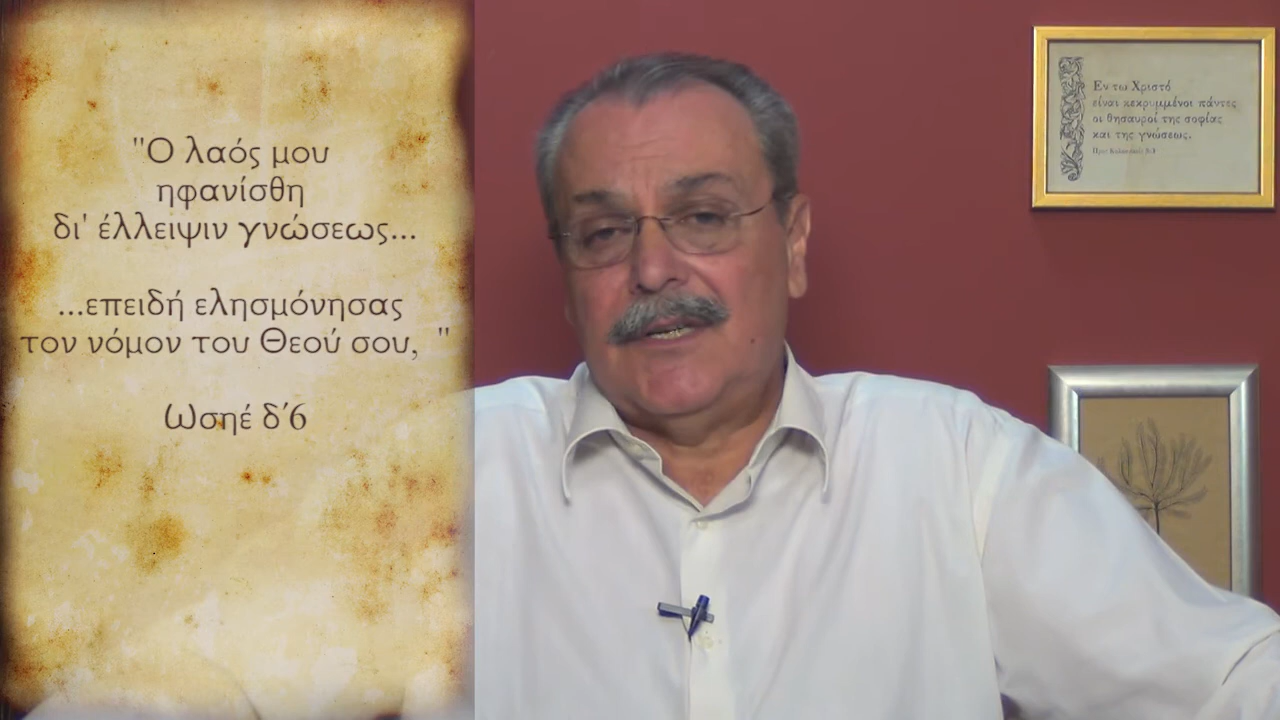 "Ο λαός μου
ηφανίσθη
δι' έλλειψιν γνώσεως...
...επειδή ελησμόνησας
τον νόμον του Θεού σου, "
Ωσηέ δ΄6
Εν τω Χριστό
είναι κεκρυμμένοι πάντες
οι θησαυροί της σοφίας
και της γνώσεως.